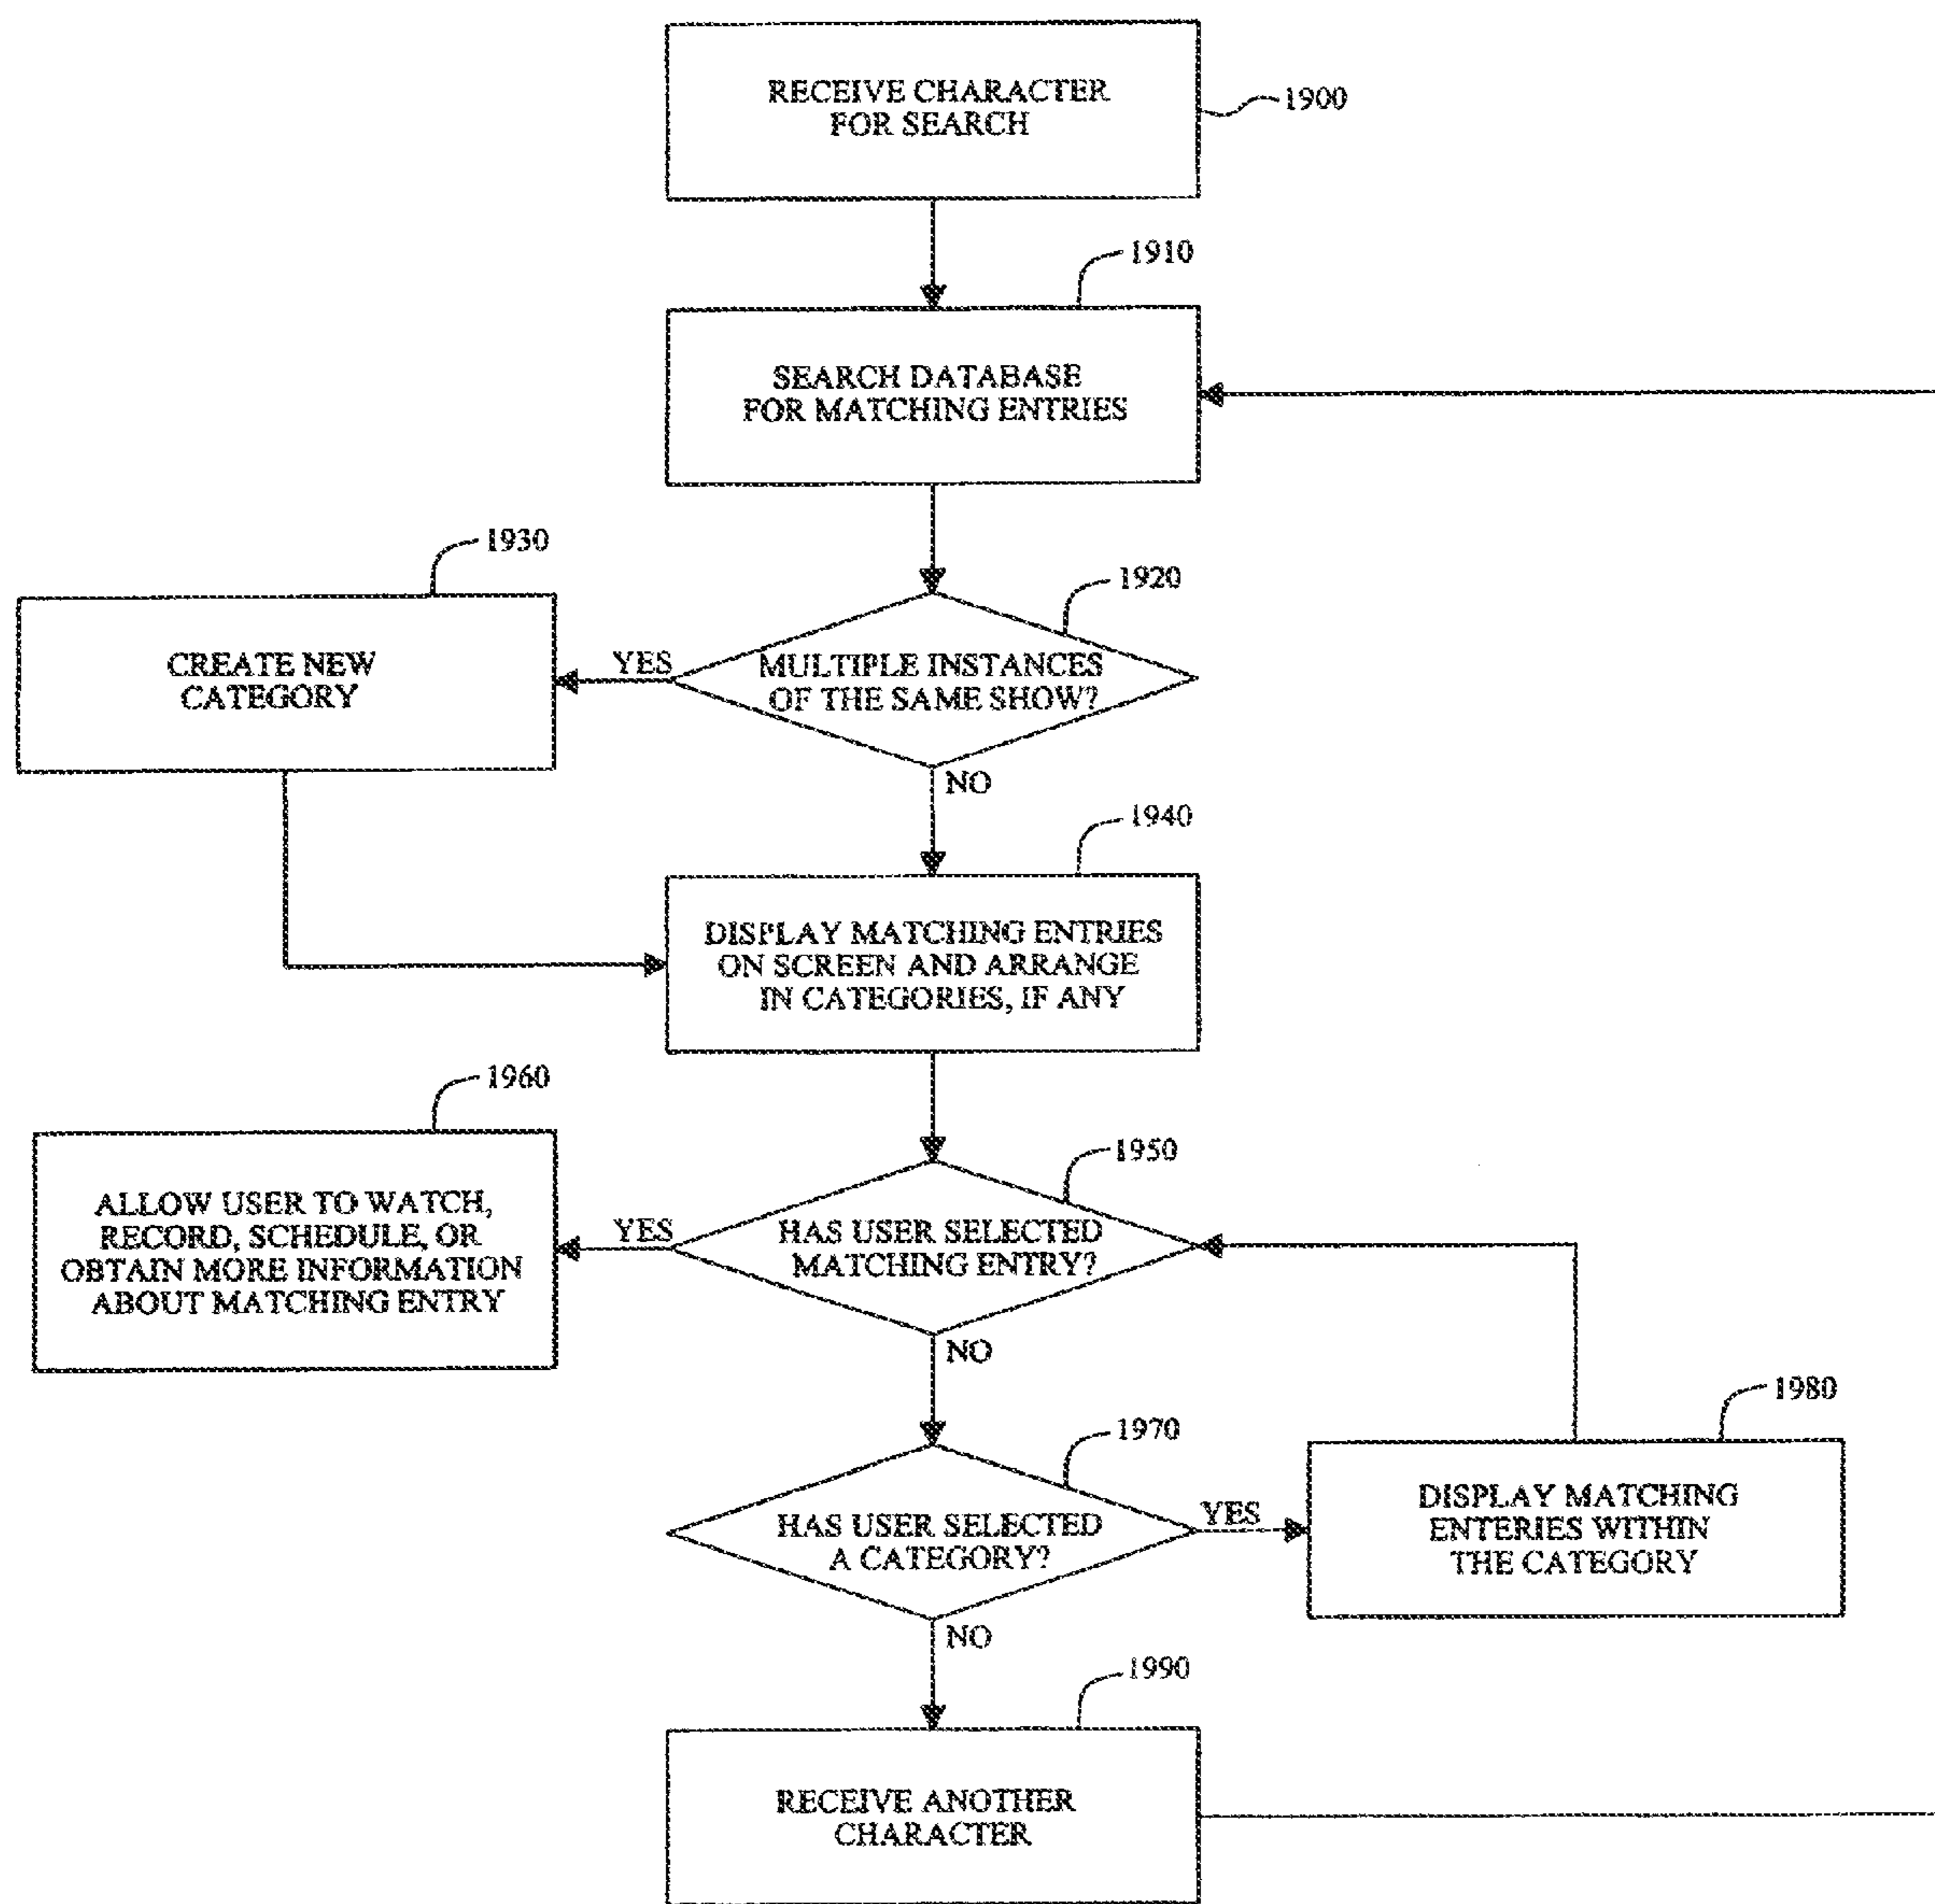 RECEIVE CHARACTER
FOR SEARCH
1900
1910
SEARCH DATABASE
FOR MATCHING ENTRIES
1930
1920
CREATE NEW
CATEGORY
YES
MULTIPLE INSTANCES
OF THE SAME SHOW?
NO
1940
DISPLAY MATCHING ENTRIES
ON SCREEN AND ARRANGE
IN CATEGORIES, IF ANY
1960
1950
ALLOW USER TO WATCH,
RECORD, SCHEDULE, OR
OBTAIN MORE INFORMATION
ABOUT MATCHING ENTRY
YES
HAS USER SELECTED
MATCHING ENTRY?
NO
1980
1970
HAS USER SELECTED
A CATEGORY?
YES
DISPLAY MATCHING
ENTERIES WITHIN
THE CATEGORY
NO
1990
RECEIVE ANOTHER
CHARACTER